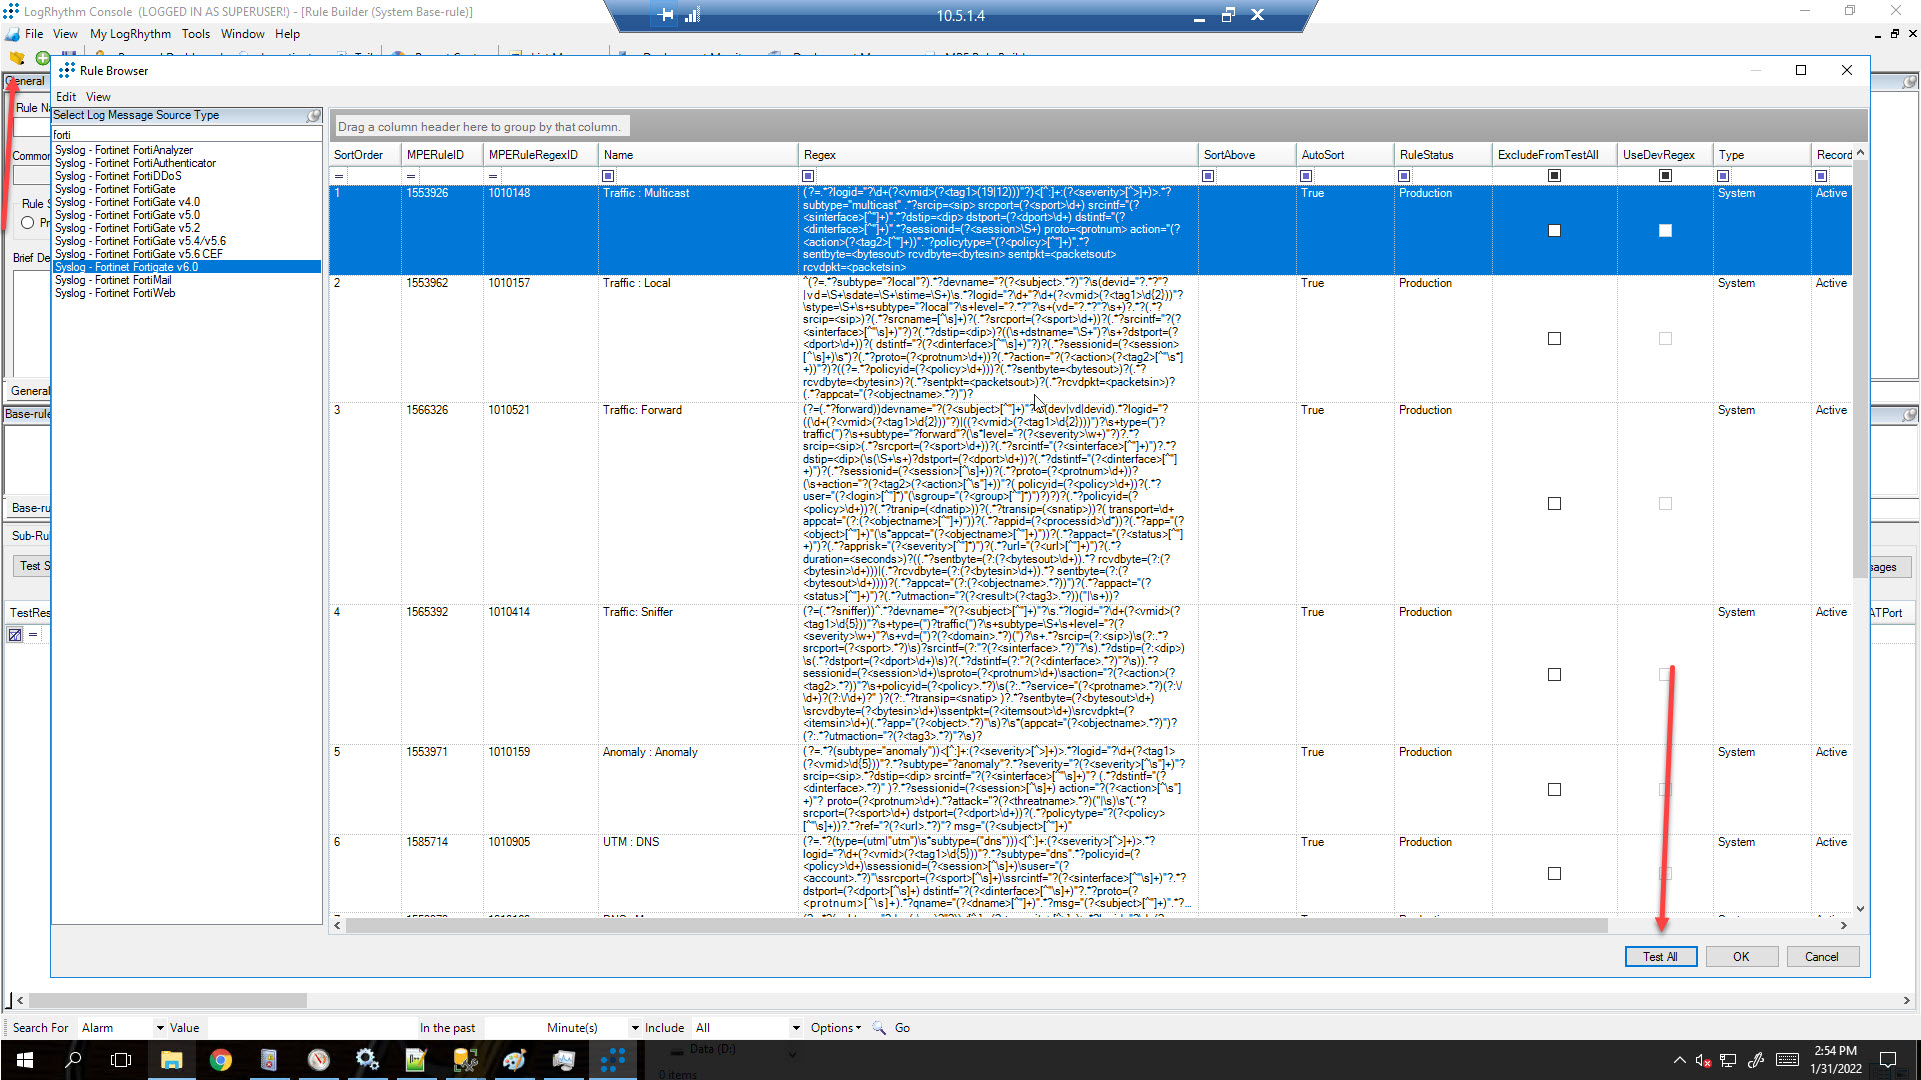 LogRhythm Console (LOGGED IN AS SUPERUSER!) - [Rule Builder (System Base-rule)]
10.5.1.4
File View My LogRhythm Tools Window Help
Rule Browser
General
Edit View
Select Log Message Source Type
Rule Na
forti
Drag a column header here to group by that column.
Syslog - Fortinet FortiAnalyzer
Syslog - Fortinet FortiAuthenticator
Syslog - Fortinet FortiDDoS
Syslog - Fortinet FortiGate
Syslog - Fortinet FortiGate v4.0
Syslog - Fortinet FortiGate v5.0
Syslog - Fortinet FortiGate v5.2
Syslog - Fortinet FortiGate v5.4/v5.6
Syslog - Fortinet FortiGate v5.6 CEF
Syslog - Fortinet Fortigate v6.0
Syslog - Fortinet FortiMail
Syslog - Fortinet FortiWeb
Common
Rule S
Brief De
General
Base-rule
Base-ru
Sub-Ru
Test S
TestRes
sages
ATPort
SortOrder MPERuleID MPERuleRegexID Name Regex SortAbove AutoSort RuleStatus ExcludeFromTestAll UseDevRegex Type Record
= = =
1 1553926 1010148 Traffic : Multicast True Production System Active
(?=.*?logid="?\d+(?<vmid>(?<tag1>(19|12)))"?)<[^:]+:(?<severity>[^>]+)>.*?
subtype="multicast" .*?srcip=<sip> srcport=(?<sport>\d+) srcintf="(?
<sinterface>[^"]+)".*?dstip=<dip> dstport=(?<dport>\d+) dstintf="(?
<dinterface>[^"]+)".*?sessionid=(?<session>\S+) proto=<protnum> action="(?
<action>(?<tag2>[^"]+))".*?policytype="(?<policy>[^"]+)".*?
sentbyte=<bytesout> rcvdbyte=<bytesin> sentpkt=<packetsout>
rcvdpkt=<packetsin>
2 1553962 1010157 Traffic : Local True Production System Active
^(?=.*?subtype="?local"?).*?devname="?(?<subject>.*?)"?\s(devid="?.*?"?
|vd=\S+\sdate=\S+\stime=\S+)\s.*?logid="?\d+"?\d+(?<vmid>(?<tag1>\d{2}))"?
\stype=\S+\s+subtype="?local"?\s+level="?.*?"?\s+(vd="?.*?"?\s+)?.*?(.*?
srcip=<sip>)?(.*?srcname=[^\s]+)?(.*?srcport=(?<sport>\d+))?(.*?srcintf="?(?
<sinterface>[^"\s]+)"?)?(.*?dstip=<dip>)?((\s+dstname="\S+")?\s+?dstport=(?
<dport>\d+))?( dstintf="?(?<dinterface>[^"\s]+)"?)?(.*?sessionid=(?<session>
[^\s]+)\s*)?(.*?proto=(?<protnum>\d+))?(.*?action="?(?<action>(?<tag2>[^"\s*]
+))"?)?((?=.*?policyid=(?<policy>\d+)))?(.*?sentbyte=<bytesout>)?(.*?
rcvdbyte=<bytesin>)?(.*?sentpkt=<packetsout>)?(.*?rcvdpkt=<packetsin>)?
(.*?appcat="(?<objectname>.*?)")?
3 1566326 1010521 Traffic: Forward True Production System Active
(?=(.*?forward))devname="?(?<subject>[^"]+)"?\s(dev|vd|devid).*?logid="?
((\d+(?<vmid>(?<tag1>\d{2}))"?)|((?<vmid>(?<tag1>\d{2})))")?\s+type=(")?
traffic(")?\s+subtype="?forward"?(\s*level="?(?<severity>\w+)"?)?.*?
srcip=<sip>(.*?srcport=(?<sport>\d+))?(.*?srcintf="(?<sinterface>[^"]+)")?.*?
dstip=<dip>(\s(\S+\s+)?dstport=(?<dport>\d+))?(.*?dstintf="(?<dinterface>[^"]
+)")?(.*?sessionid=(?<session>[^\s]+))?(.*?proto=(?<protnum>\d+))?
(\s+action="?(?<tag2>(?<action>[^\s"]+))"?( policyid=(?<policy>\d+))?(.*?
user="(?<login>[^"]*)"(\sgroup="(?<group>[^"]*)")?)?)?(.*?policyid=(?
<policy>\d+))?(.*?tranip=(<dnatip>))?(.*?transip=(<snatip>))?( transport=\d+
appcat="(?:(?<objectname>[^"]+)"))?(.*?appid=(?<processid>\d*))?(.*?app="(?
<object>[^"]+)"(\s*appcat="(?<objectname>[^"]+)"))?(.*?appact="(?<status>[^"]
+)")?(.*?apprisk="(?<severity>[^"]*)")?(.*?url="(?<url>[^"]+)")?(.*?
duration=<seconds>)?((.*?sentbyte=(?:(?<bytesout>\d+)).*? rcvdbyte=(?:(?
<bytesin>\d+)))|(.*?rcvdbyte=(?:(?<bytesin>\d+)).*? sentbyte=(?:(?
<bytesout>\d+))))?(.*?appcat="(?:(?<objectname>.*?))")?(.*?appact="(?
<status>[^"]+)")?(.*?utmaction="?(?<result>(?<tag3>.*?))("|\s+))?
4 1565392 1010414 Traffic: Sniffer True Production System Active
(?=(.*?sniffer))^.*?devname="?(?<subject>[^"]+)"?\s.*?logid="?\d+(?<vmid>(?
<tag1>\d{5}))"?\s+type=(")?traffic(")?\s+subtype=\S+\s+level="?(?
<severity>\w+)"?\s+vd=(")?(?<domain>.*?)(")?\s+.*?srcip=(?:<sip>)\s(?:.*?
srcport=(?<sport>.*?)\s)?srcintf=(?:"?(?<sinterface>.*?)"?\s).*?dstip=(?:<dip>)
\s(.*?dstport=(?<dport>\d+)\s)?(.*?dstintf=(?:"?(?<dinterface>.*?)"?\s)).*?
sessionid=(?<session>\d+)\sproto=(?<protnum>\d+)\saction="?(?<action>(?
<tag2>.*?))"?\s+policyid=(?<policy>.*?)\s(?:.*?service="(?<protname>.*?)(?:\/
\d+)?(?:\/\d+)?" )?(?:.*?transip=<snatip> )?.*?sentbyte=(?<bytesout>\d+)
\srcvdbyte=(?<bytesin>\d+)\ssentpkt=(?<itemsout>\d+)\srcvdpkt=(?
<itemsin>\d+)(.*?app="(?<object>.*?)"\s)?\s*(appcat="(?<objectname>.*?)")?
(?:.*?utmaction="?(?<tag3>.*?)"?\s)?
5 1553971 1010159 Anomaly : Anomaly True Production System Active
(?=.*?(subtype="anomaly"))<[^:]+:(?<severity>[^>]+)>.*?logid="?\d+(?<tag1>
(?<vmid>\d{5}))"?.*?subtype="?anomaly"?.*?severity="?(?<severity>[^\s"]+)"?
srcip=<sip>.*?dstip=<dip> srcintf="?(?<sinterface>[^"\s]+)"? (.*?dstintf="(?
<dinterface>.*?)" )?.*?sessionid=(?<session>[^\s]+) action="?(?<action>[^\s"]
+)"? proto=(?<protnum>\d+).*?attack="?(?<threatname>.*?)("|\s)\s*(.*?
srcport=(?<sport>\d+) dstport=(?<dport>\d+))?(.*?policytype="?(?<policy>
[^"\s]+))?.*?ref="?(?<url>.*?)"? msg="(?<subject>[^"]+)"
6 1585714 1010905 UTM : DNS True Production System Active
(?=.*?(type=(utm|"utm")\s*subtype=("dns")))<[^:]+:(?<severity>[^>]+)>.*?
logid="?\d+(?<vmid>(?<tag1>\d{5}))"?.*?subtype="dns".*?policyid=(?
<policy>\d+)\ssessionid=(?<session>[^\s]+)\suser="(?
<account>.*?)"\ssrcport=(?<sport>[^\s]+)\ssrcintf="?(?<sinterface>[^"\s]+)"?.*?
dstport=(?<dport>[^\s]+) dstintf="?(?<dinterface>[^"\s]+)"?.*?proto=(?
<protnum>[^\s]+).*?qname="(?<dname>[^"]+)".*?msg="(?<subject>[^"]+)".*?...
Test All OK Cancel
Search For Alarm Value In the past Minute(s) Include All Options Go
Data (D:)
0 items
2:54 PM
1/31/2022